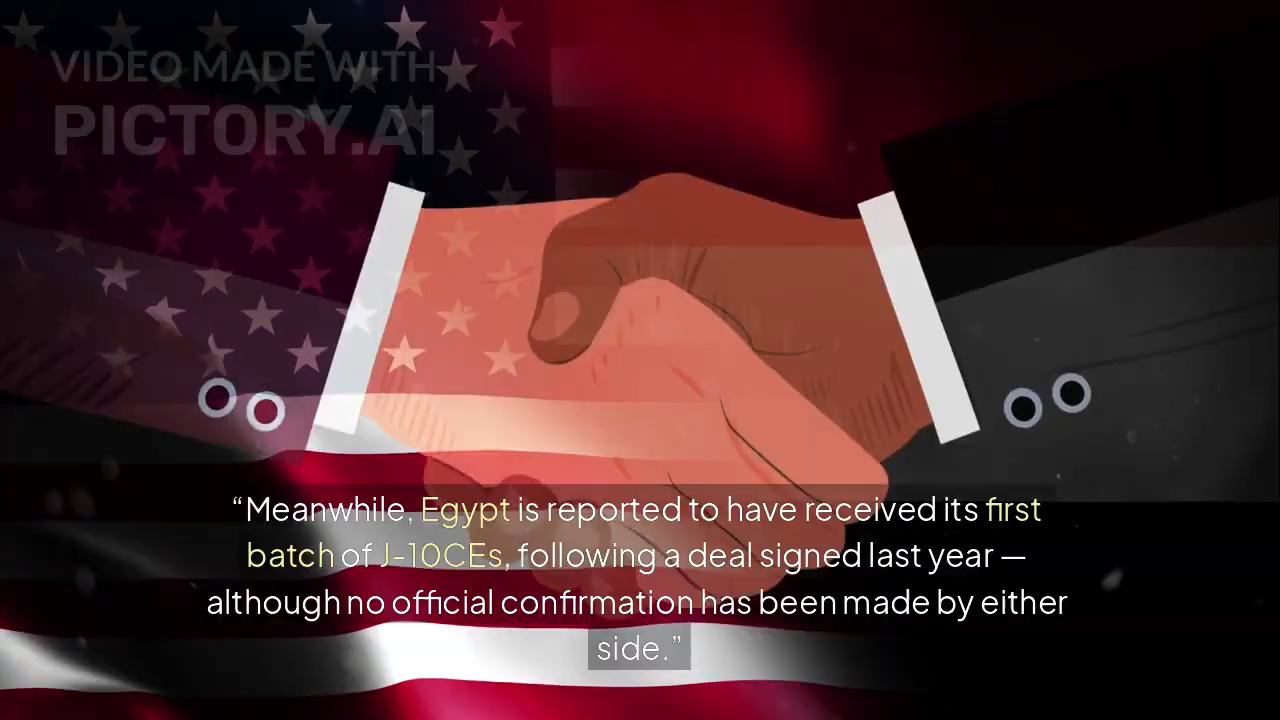 VIDEO MADE WITH
PICTORY.AI
“Meanwhile, Egypt is reported to have received its first
batch of J-10CEs, following a deal signed last year —
although no official confirmation has been made by either
side.”